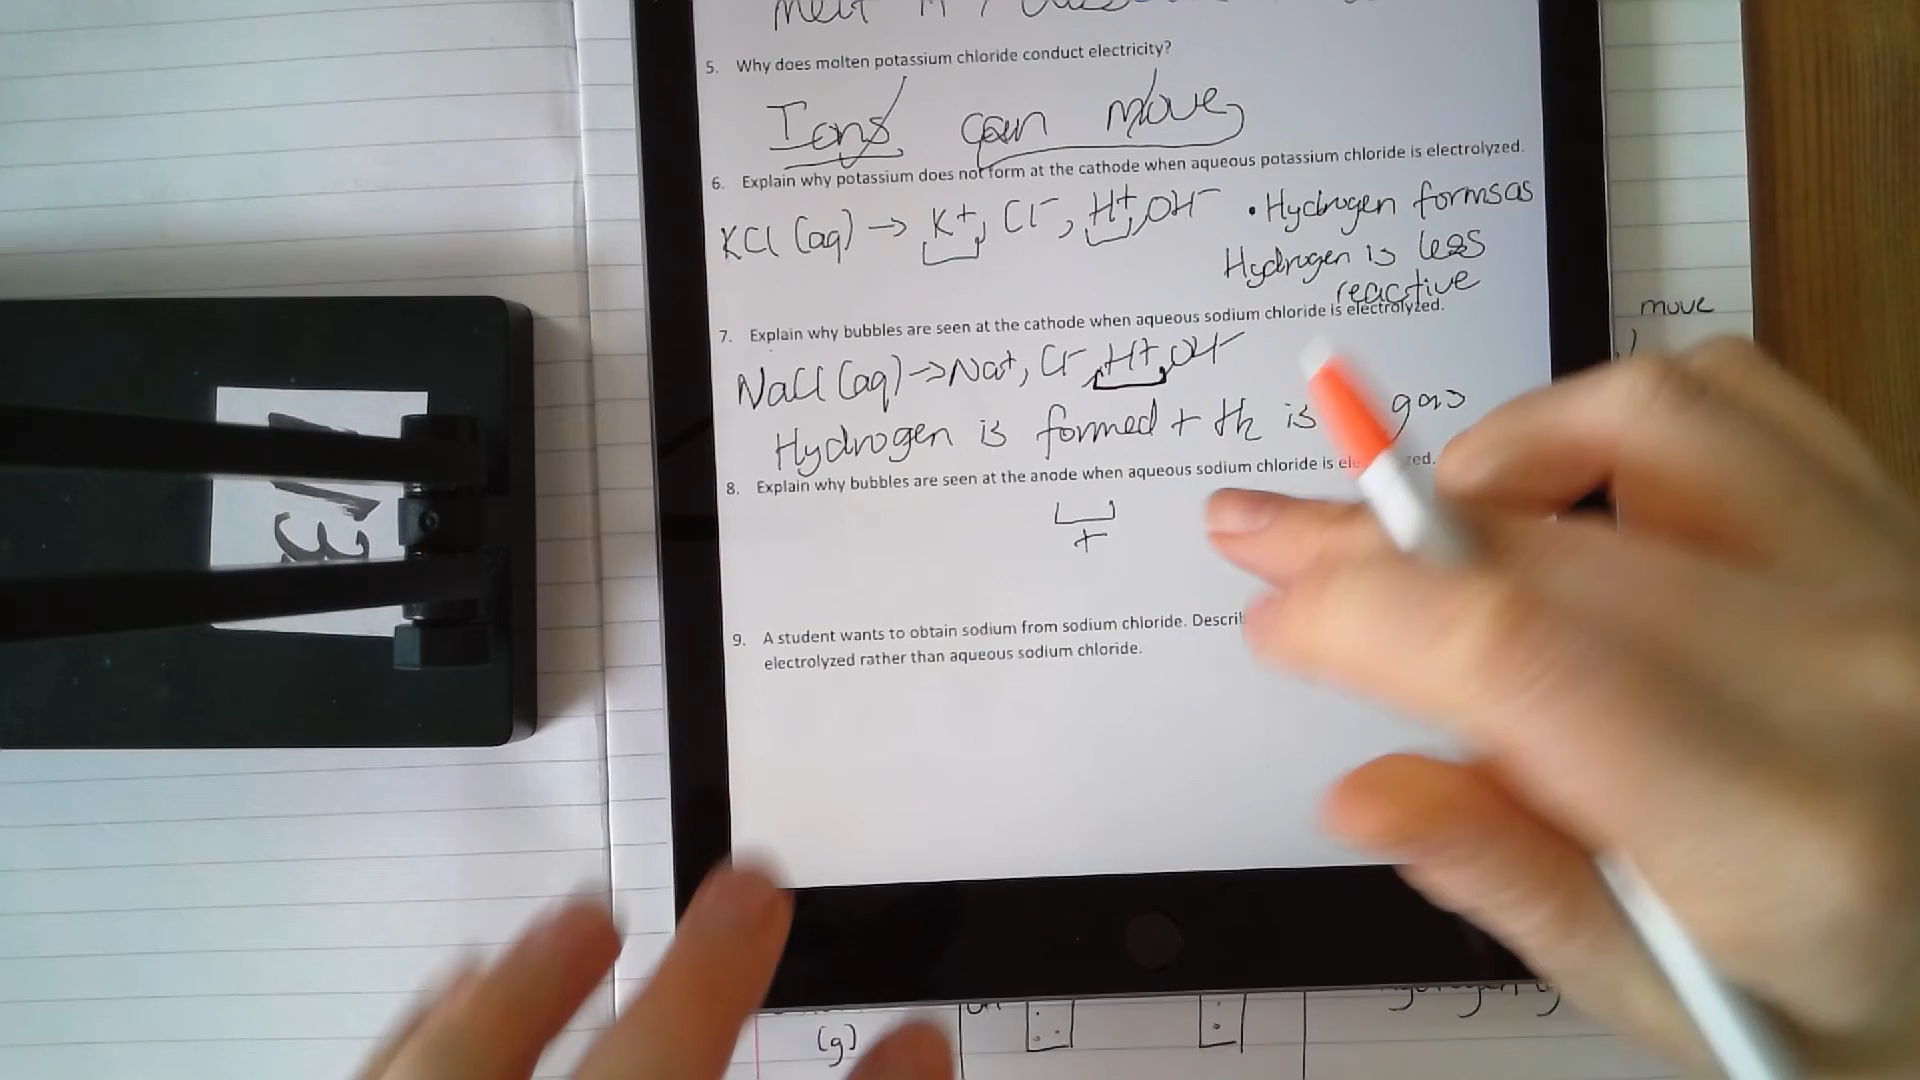 melt
5. Why does molten potassium chloride conduct electricity?
Ions can move
6. Explain why potassium does not form at the cathode when aqueous potassium chloride is electrolyzed.
KCl (aq) → K+, Cl-, H+, OH- • Hydrogen forms as
Hydrogen is less
reactive
7. Explain why bubbles are seen at the cathode when aqueous sodium chloride is electrolyzed.
NaCl (aq) → Na+, Cl-, H+, OH-
Hydrogen is formed + H2 is gas
8. Explain why bubbles are seen at the anode when aqueous sodium chloride is
+
9. A student wants to obtain sodium from sodium chloride.
electrolyzed rather than aqueous sodium chloride.
move
(g)